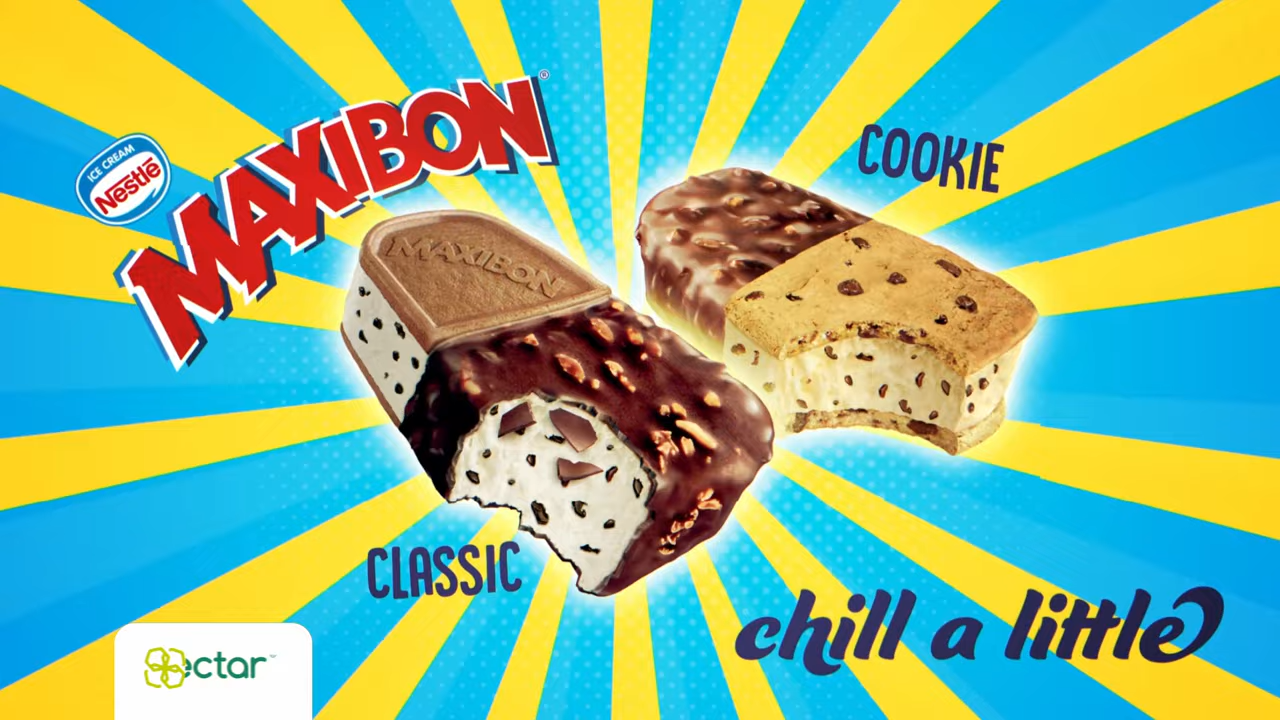 ICE CREAM
Nestlé
MAXIBON®
COOKIE
MAXIBON
CLASSIC
chill a little
ectar™